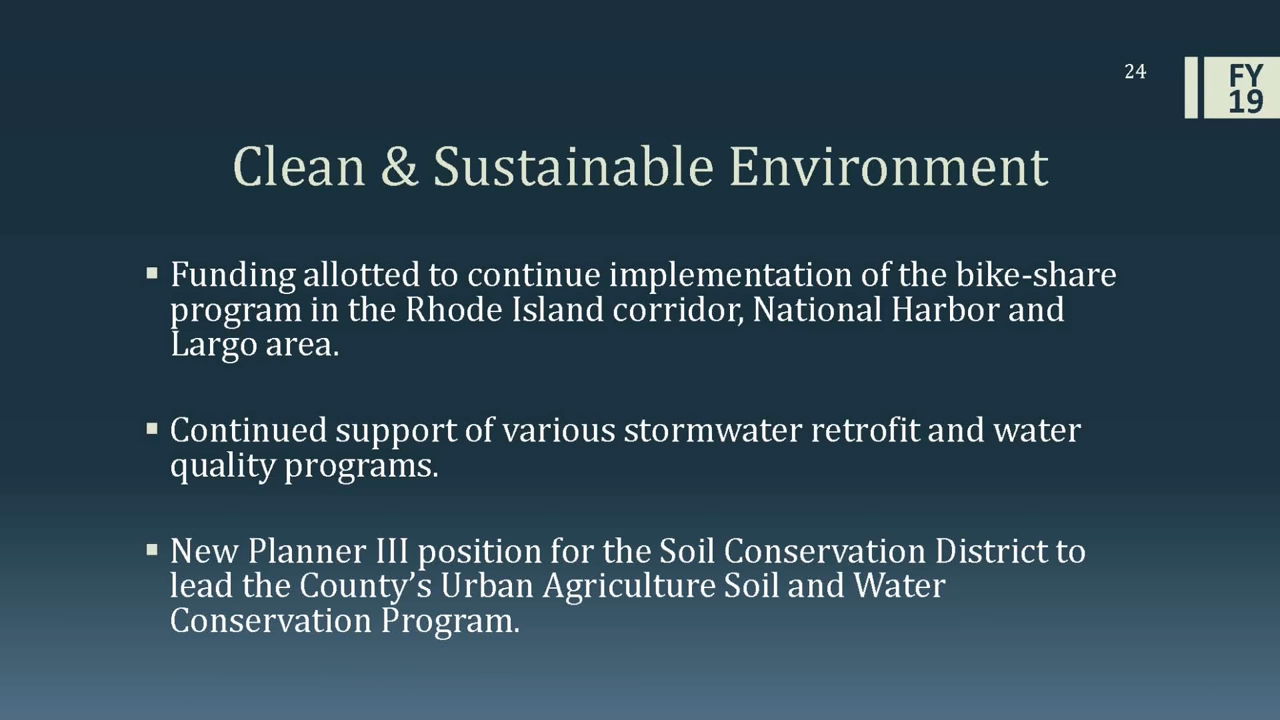 24
FY
19
Clean & Sustainable Environment
▪ Funding allotted to continue implementation of the bike-share
program in the Rhode Island corridor, National Harbor and
Largo area.
▪ Continued support of various stormwater retrofit and water
quality programs.
▪ New Planner III position for the Soil Conservation District to
lead the County’s Urban Agriculture Soil and Water
Conservation Program.